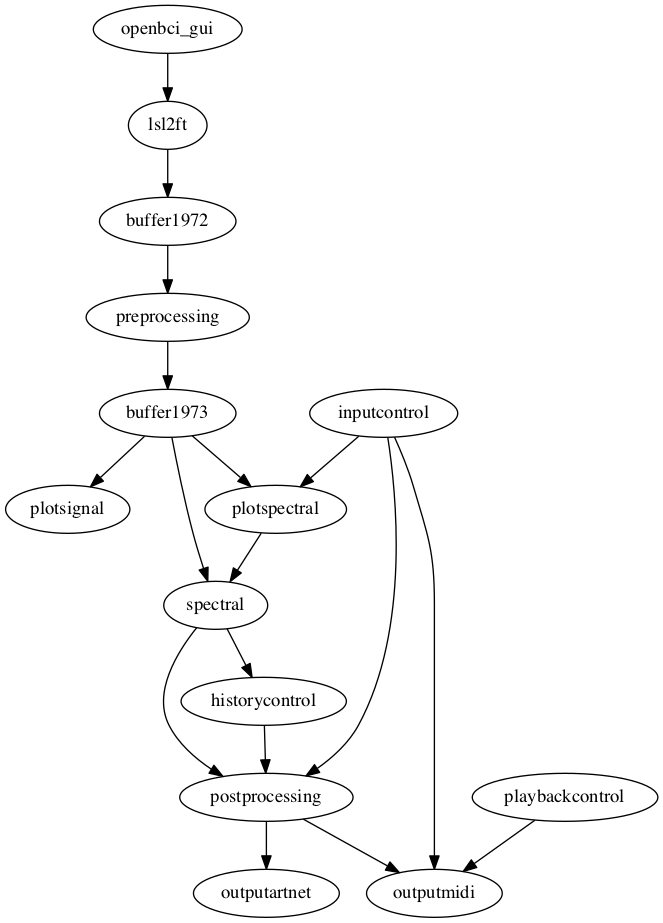 openbci_gui
lsl2ft
buffer1972
preprocessing
buffer1973
inputcontrol
plotsignal
plotspectral
spectral
historycontrol
postprocessing
playbackcontrol
outputartnet
outputmidi